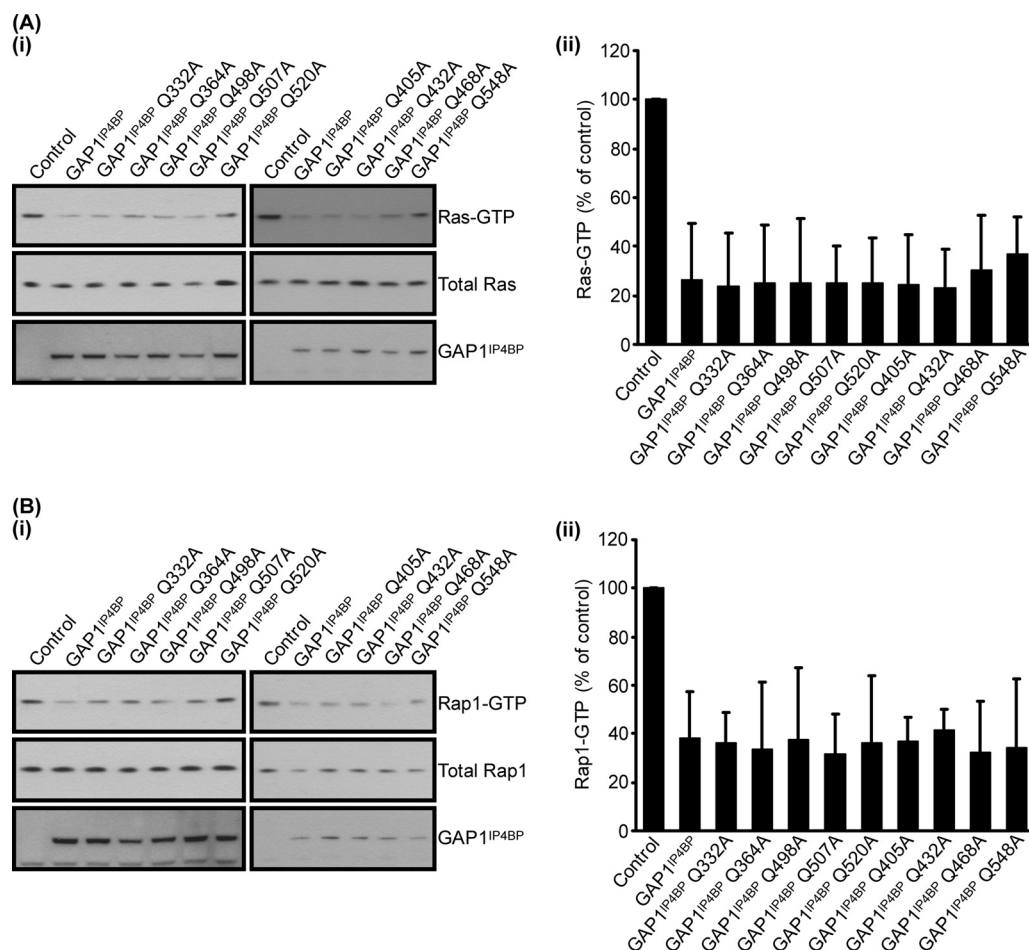 (A)
(i)
Control
GAP1IP4BP
GAP1IP4BP Q332A
GAP1IP4BP Q364A
GAP1IP4BP Q498A
GAP1IP4BP Q507A
GAP1IP4BP Q520A
Control
GAP1IP4BP
GAP1IP4BP Q405A
GAP1IP4BP Q432A
GAP1IP4BP Q468A
GAP1IP4BP Q548A
Ras-GTP
Total Ras
GAP1IP4BP
(ii)
Ras-GTP (% of control)
120
100
80
60
40
20
0
Control
GAP1IP4BP
GAP1IP4BP Q332A
GAP1IP4BP Q364A
GAP1IP4BP Q498A
GAP1IP4BP Q507A
GAP1IP4BP Q520A
GAP1IP4BP Q405A
GAP1IP4BP Q432A
GAP1IP4BP Q468A
GAP1IP4BP Q548A
(B)
(i)
Control
GAP1IP4BP
GAP1IP4BP Q332A
GAP1IP4BP Q364A
GAP1IP4BP Q498A
GAP1IP4BP Q507A
GAP1IP4BP Q520A
Control
GAP1IP4BP
GAP1IP4BP Q405A
GAP1IP4BP Q432A
GAP1IP4BP Q468A
GAP1IP4BP Q548A
Rap1-GTP
Total Rap1
GAP1IP4BP
(ii)
Rap1-GTP (% of control)
120
100
80
60
40
20
0
Control
GAP1IP4BP
GAP1IP4BP Q332A
GAP1IP4BP Q364A
GAP1IP4BP Q498A
GAP1IP4BP Q507A
GAP1IP4BP Q520A
GAP1IP4BP Q405A
GAP1IP4BP Q432A
GAP1IP4BP Q468A
GAP1IP4BP Q548A